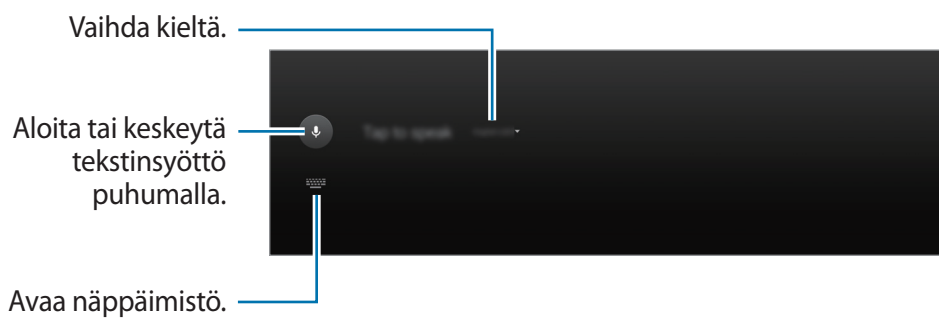 Vaihda kieltä.
Aloita tai keskeytä
tekstinsyöttö
puhumalla.
Tap to speak
Avaa näppäimistö.